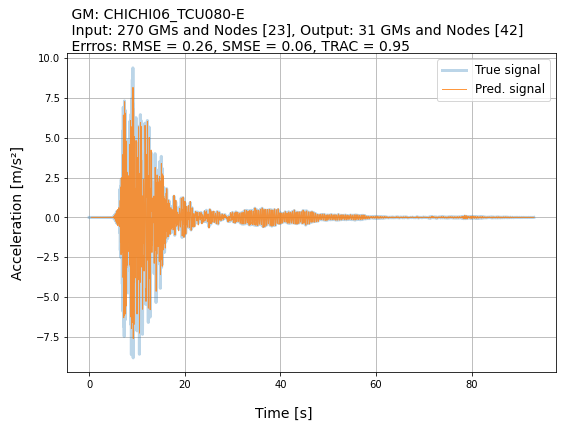 GM: CHICHI06_TCU080-E
Input: 270 GMs and Nodes [23], Output: 31 GMs and Nodes [42]
Erros: RMSE = 0.26, SMSE = 0.06, TRAC = 0.95
True signal
Pred. signal
10.0
7.5
5.0
2.5
0.0
−2.5
−5.0
−7.5
Acceleration [m/s²]
0 20 40 60 80
Time [s]